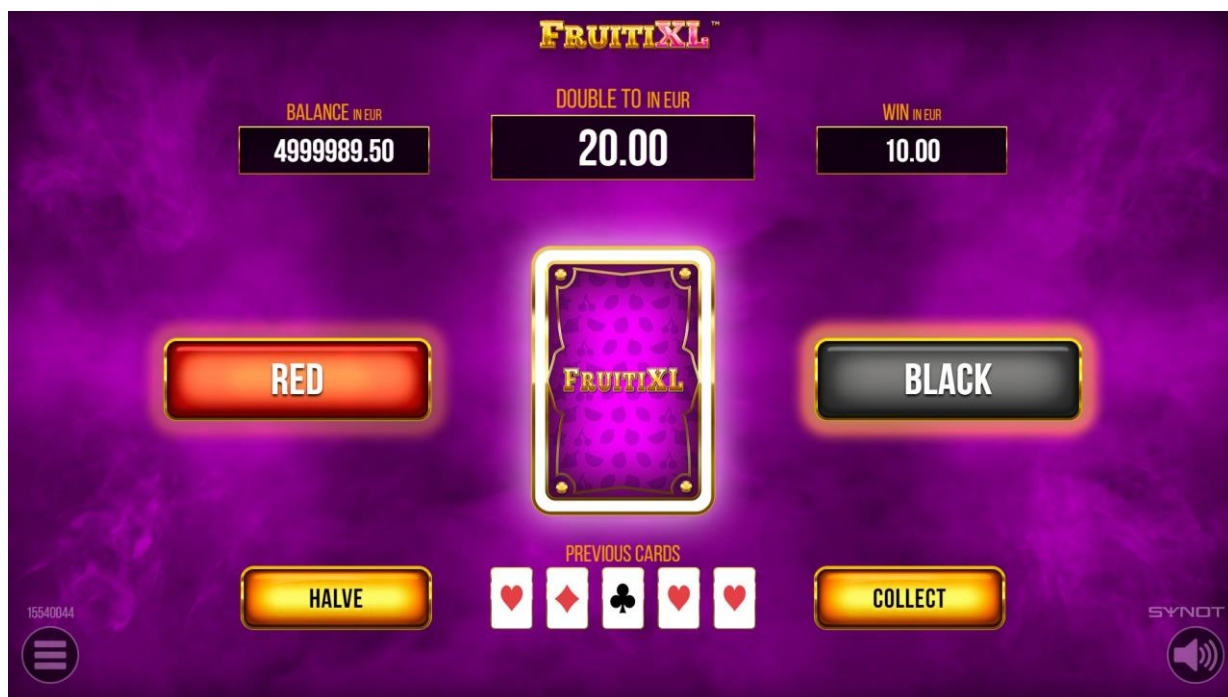 FRUITIXL™
BALANCE IN EUR
DOUBLE TO IN EUR
WIN IN EUR
4999989.50
20.00
10.00
RED
FRUITIXL
BLACK
PREVIOUS CARDS
HALVE
COLLECT
15540044
SYNOT